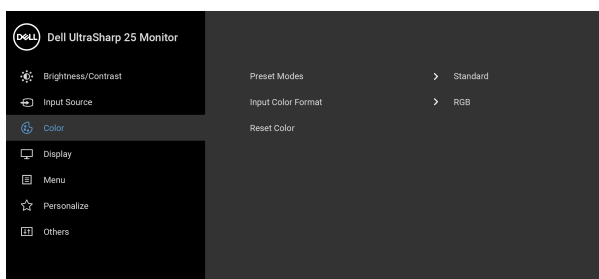 DELL Dell UltraSharp 25 Monitor
Brightness/Contrast
Preset Modes > Standard
Input Source
Input Color Format > RGB
Color
Reset Color
Display
Menu
Personalize
Others